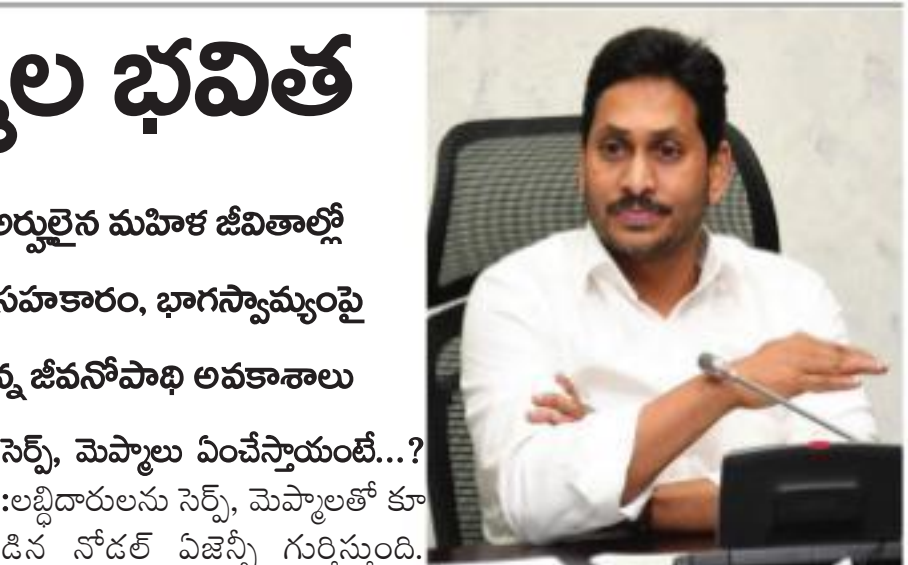 భవిత
అర్హులైన మహిళ జీవితాల్లో
సహకారం, భాగస్వామ్యంపై
జీవనోపాధి అవకాశాలు
సెర్ప్, మెప్మాలు ఏంచేస్తాయంటే...?
:లబ్ధిదారులను సెర్ప్, మెప్మాలతో కూ
డిన నోడల్ ఏజెన్సీ గుర్తిస్తుంది.